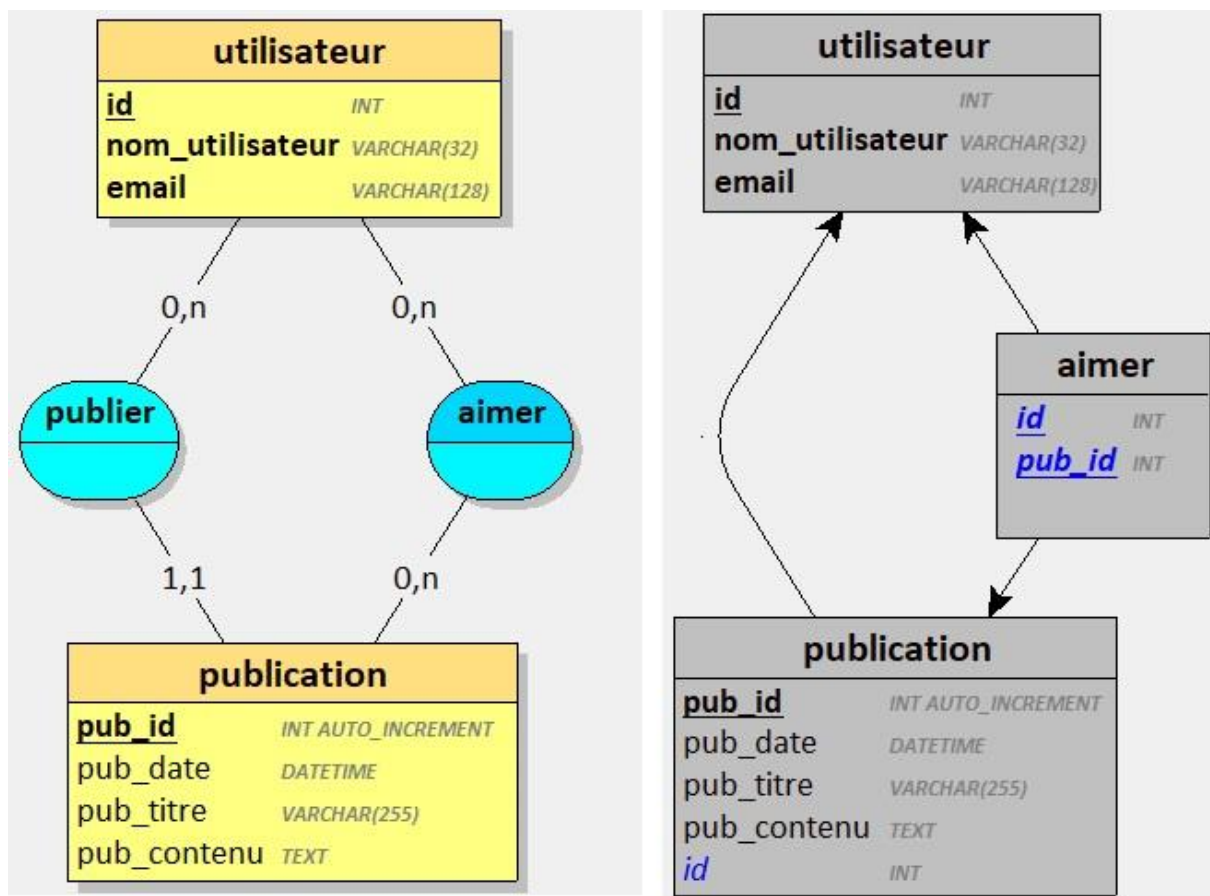 utilisateur
id INT
nom_utilisateur VARCHAR(32)
email VARCHAR(128)
0,n 0,n
publier aimer
1,1 0,n
publication
pub_id INT AUTO_INCREMENT
pub_date DATETIME
pub_titre VARCHAR(255)
pub_contenu TEXT
utilisateur
id INT
nom_utilisateur VARCHAR(32)
email VARCHAR(128)
aimer
id INT
pub_id INT
publication
pub_id INT AUTO_INCREMENT
pub_date DATETIME
pub_titre VARCHAR(255)
pub_contenu TEXT
id INT